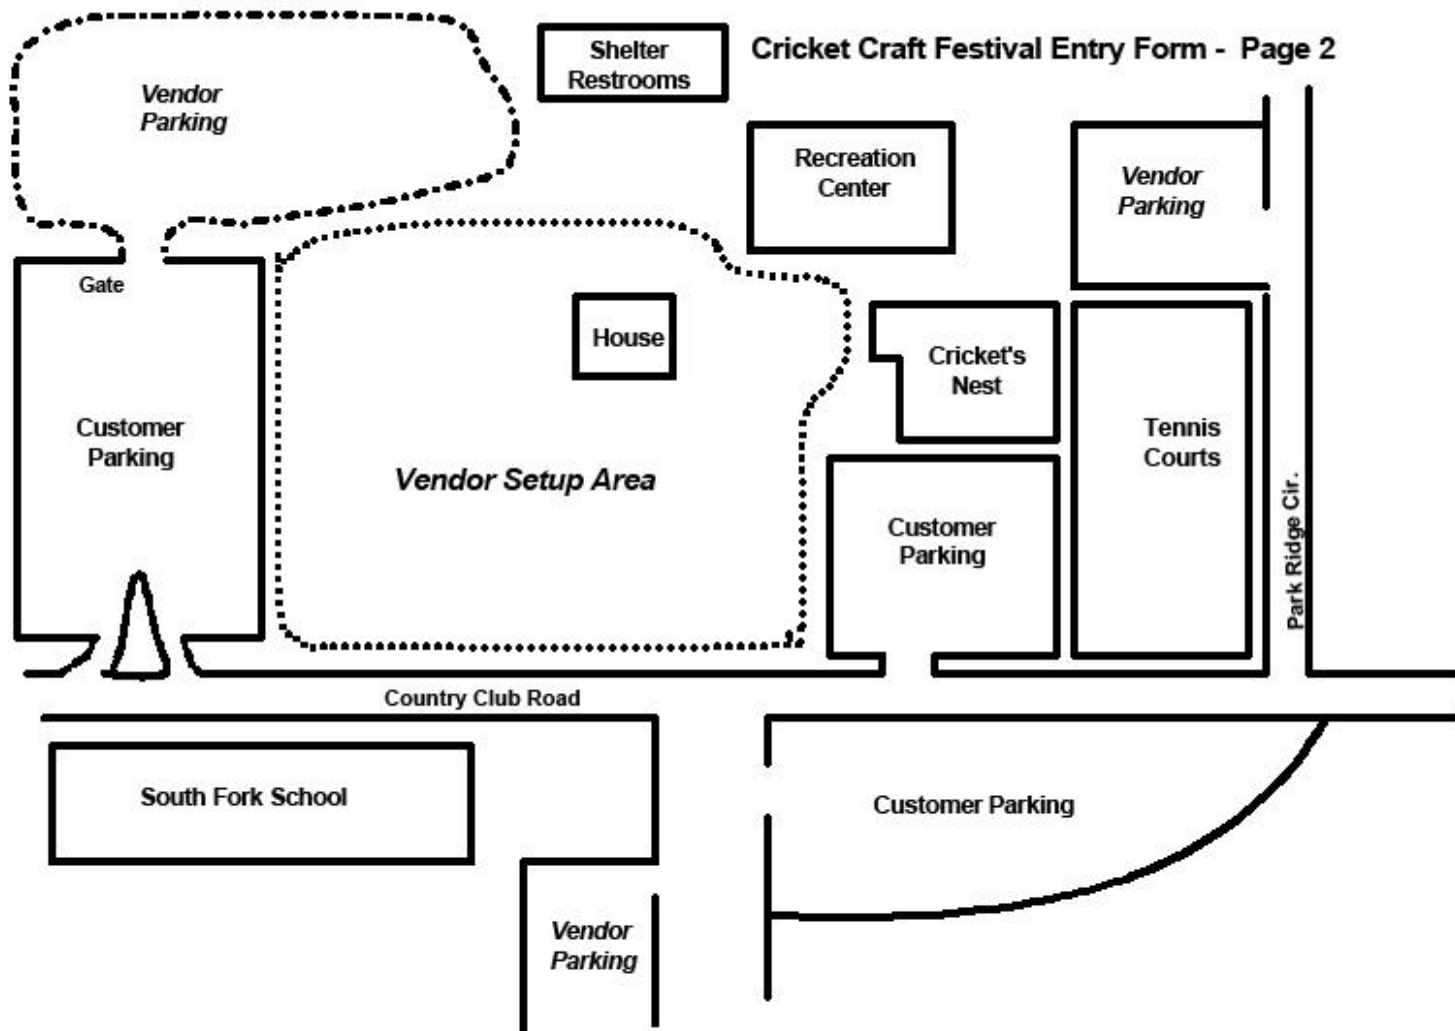 Cricket Craft Festival Entry Form - Page 2
Shelter
Restrooms
Vendor
Parking
Recreation
Center
Vendor
Parking
Gate
House
Cricket's
Nest
Customer
Parking
Vendor Setup Area
Tennis
Courts
Customer
Parking
Park Ridge Cir.
Country Club Road
South Fork School
Customer Parking
Vendor
Parking